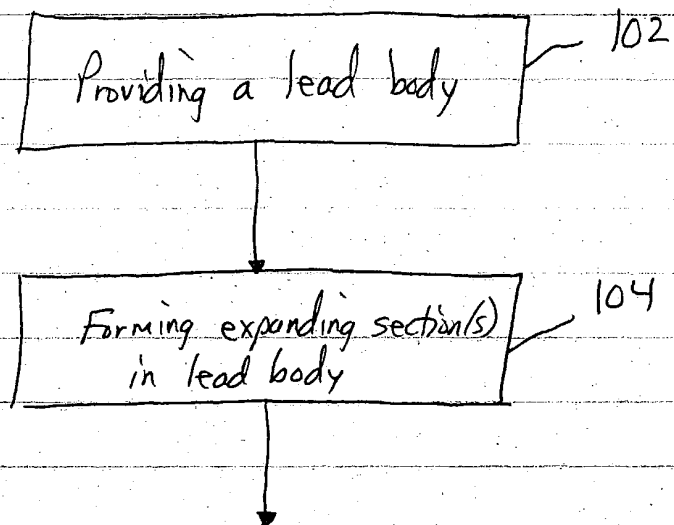 Providing a lead body
102
Forming expanding section(s)
in lead body
104